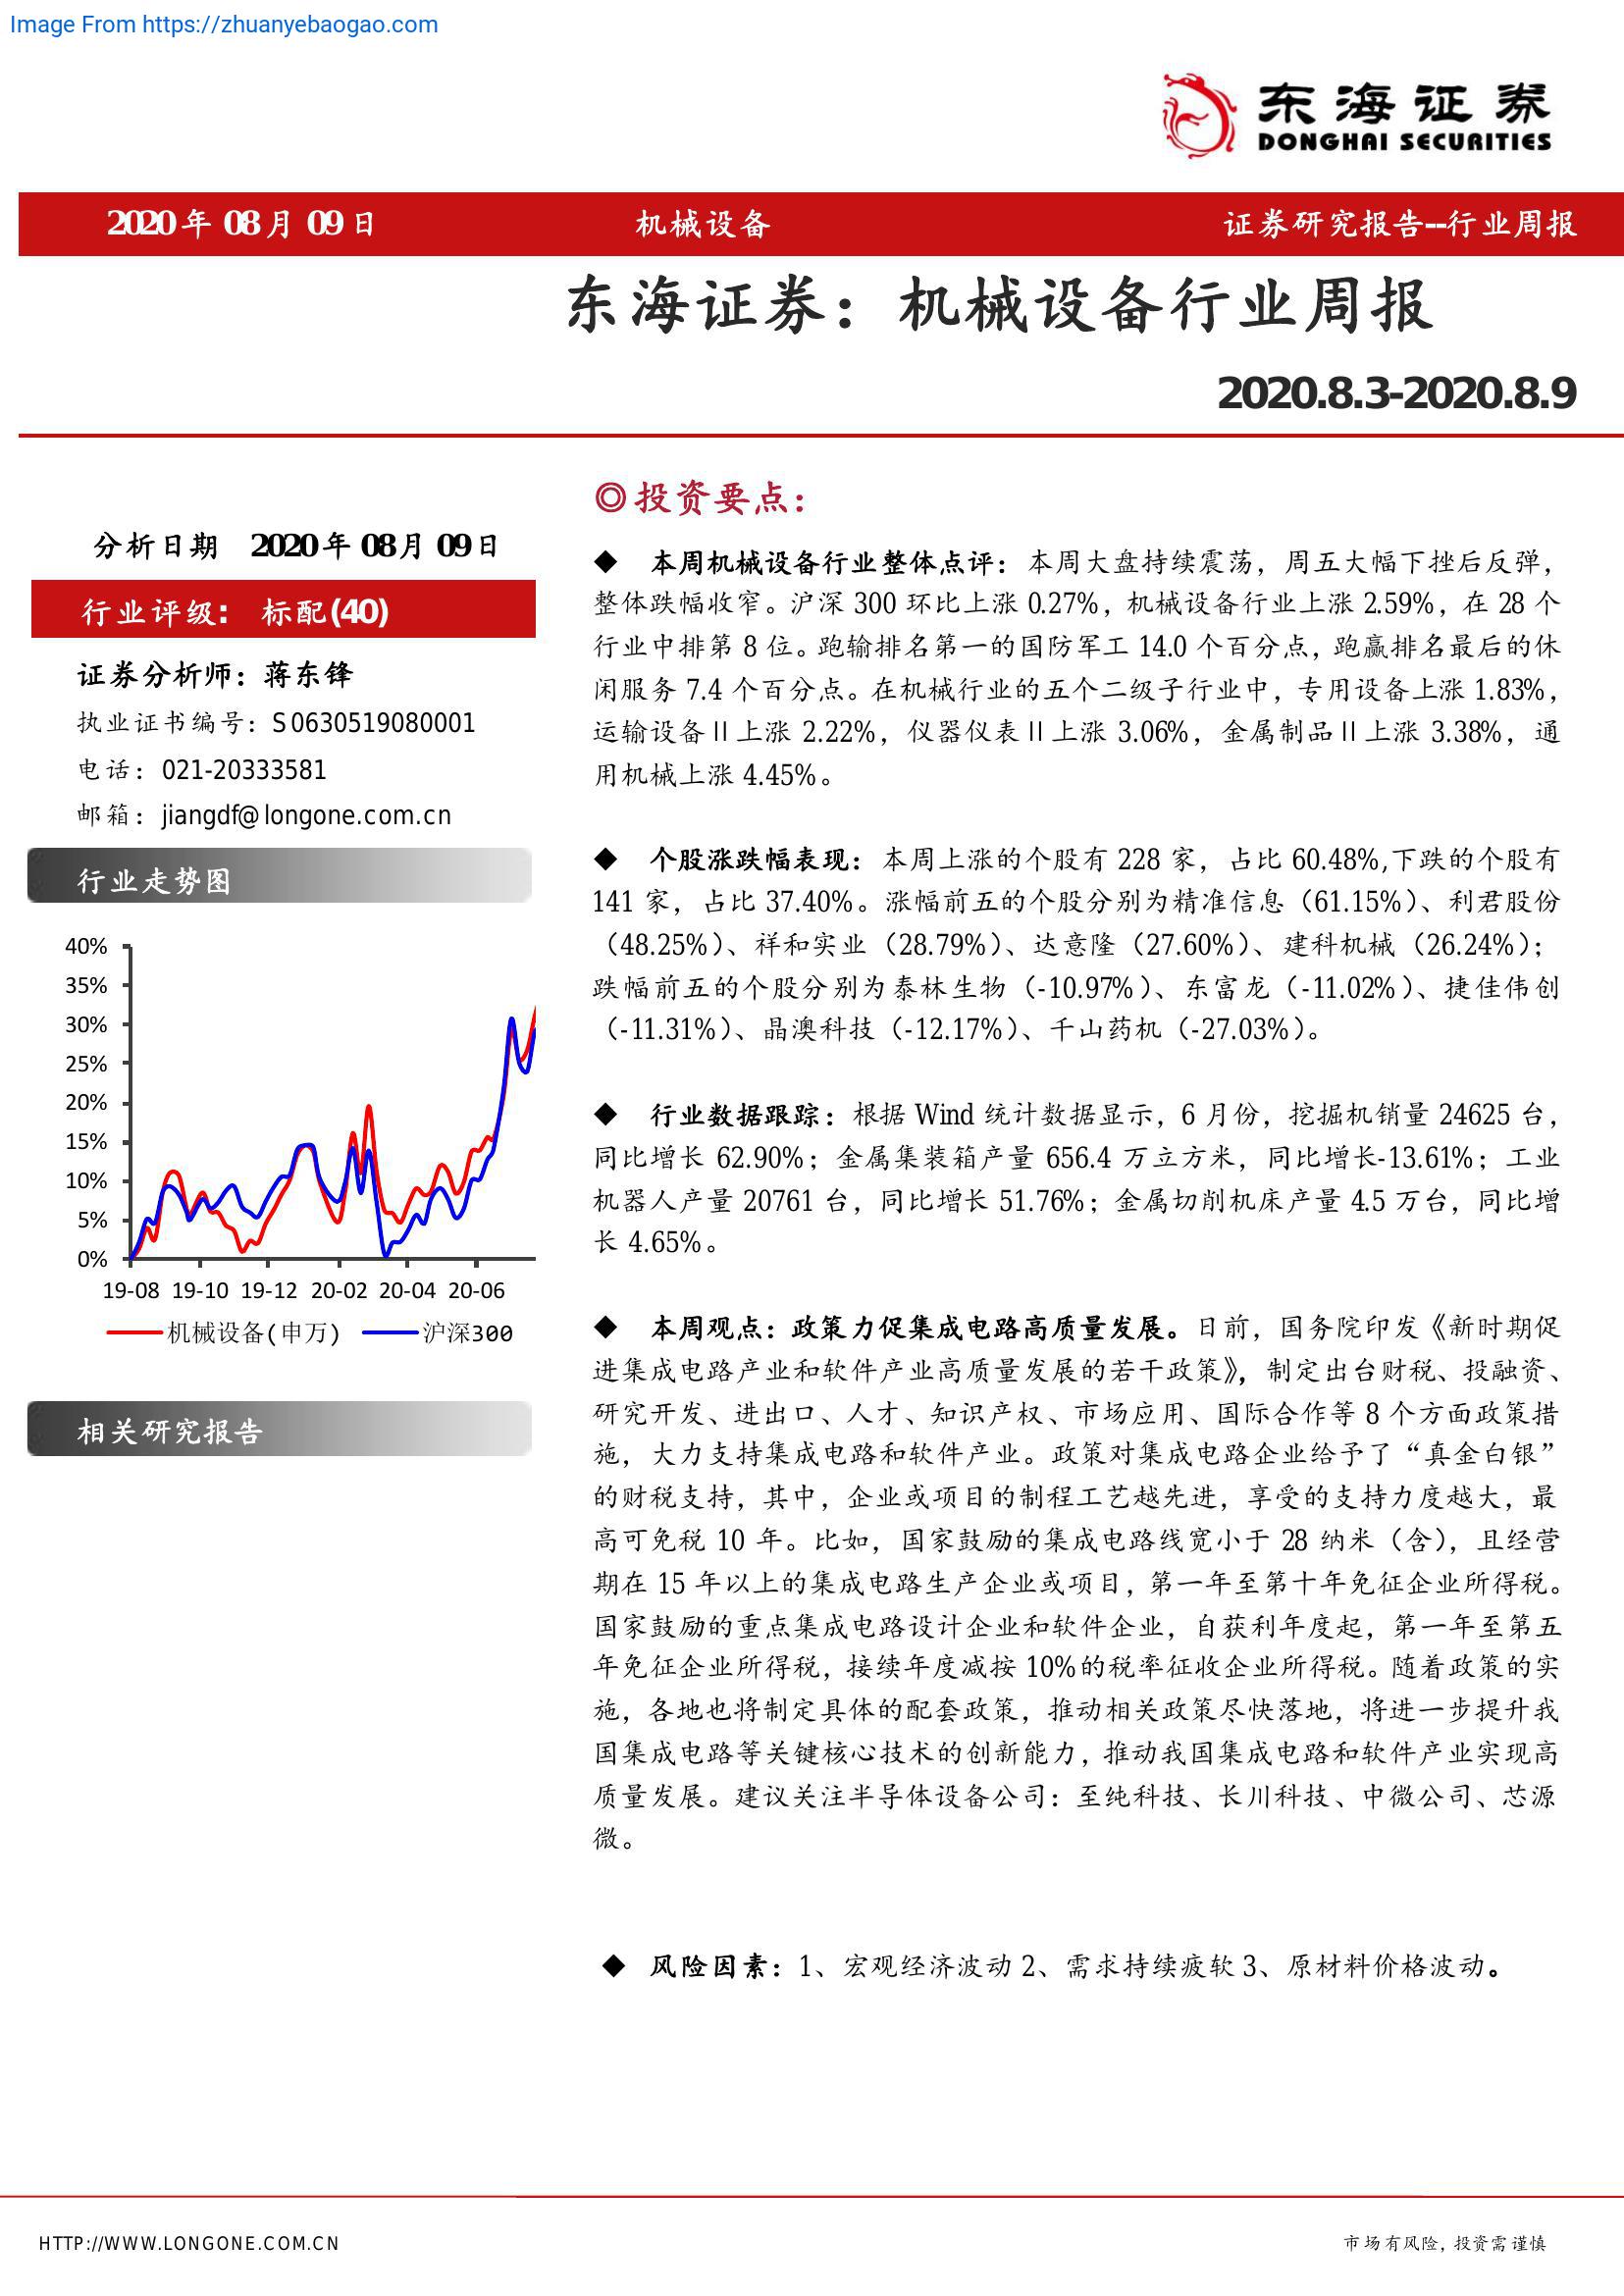 Image From https://zhuanyebaogao.com
东海证券
DONGHAI SECURITIES
2020年08月09日 机械设备 证券研究报告--行业周报
东海证券：机械设备行业周报
2020.8.3-2020.8.9
分析日期 2020年08月09日
行业评级： 标配(40)
证券分析师：蒋东锋
执业证书编号：S0630519080001
电话：021-20333581
邮箱：jiangdf@longone.com.cn
行业走势图
40%
35%
30%
25%
20%
15%
10%
5%
0%
19-08 19-10 19-12 20-02 20-04 20-06
机械设备(申万) 沪深300
相关研究报告
◎投资要点：
◆ 本周机械设备行业整体点评：本周大盘持续震荡，周五大幅下挫后反弹，
整体跌幅收窄。沪深 300 环比上涨 0.27%，机械设备行业上涨 2.59%，在 28 个
行业中排第 8 位。跑输排名第一的国防军工 14.0 个百分点，跑赢排名最后的休
闲服务 7.4 个百分点。在机械行业的五个二级子行业中，专用设备上涨 1.83%，
运输设备Ⅱ上涨 2.22%，仪器仪表Ⅱ上涨 3.06%，金属制品Ⅱ上涨 3.38%，通
用机械上涨 4.45%。
◆ 个股涨跌幅表现：本周上涨的个股有 228 家，占比 60.48%,下跌的个股有
141 家，占比 37.40%。涨幅前五的个股分别为精准信息（61.15%）、利君股份
（48.25%）、祥和实业（28.79%）、达意隆（27.60%）、建科机械（26.24%）；
跌幅前五的个股分别为泰林生物（-10.97%）、东富龙（-11.02%）、捷佳伟创
（-11.31%）、晶澳科技（-12.17%）、千山药机（-27.03%）。
◆ 行业数据跟踪：根据 Wind 统计数据显示，6 月份，挖掘机销量 24625 台，
同比增长 62.90%；金属集装箱产量 656.4 万立方米，同比增长-13.61%；工业
机器人产量 20761 台，同比增长 51.76%；金属切削机床产量 4.5 万台，同比增
长 4.65%。
◆ 本周观点：政策力促集成电路高质量发展。日前，国务院印发《新时期促
进集成电路产业和软件产业高质量发展的若干政策》，制定出台财税、投融资、
研究开发、进出口、人才、知识产权、市场应用、国际合作等 8 个方面政策措
施，大力支持集成电路和软件产业。政策对集成电路企业给予了“真金白银”
的财税支持，其中，企业或项目的制程工艺越先进，享受的支持力度越大，最
高可免税 10 年。比如，国家鼓励的集成电路线宽小于 28 纳米（含），且经营
期在 15 年以上的集成电路生产企业或项目，第一年至第十年免征企业所得税。
国家鼓励的重点集成电路设计企业和软件企业，自获利年度起，第一年至第五
年免征企业所得税，接续年度减按 10%的税率征收企业所得税。随着政策的实
施，各地也将制定具体的配套政策，推动相关政策尽快落地，将进一步提升我
国集成电路等关键核心技术的创新能力，推动我国集成电路和软件产业实现高
质量发展。建议关注半导体设备公司：至纯科技、长川科技、中微公司、芯源
微。
◆ 风险因素：1、宏观经济波动 2、需求持续疲软 3、原材料价格波动。
HTTP://WWW.LONGONE.COM.CN 市场有风险，投资需谨慎